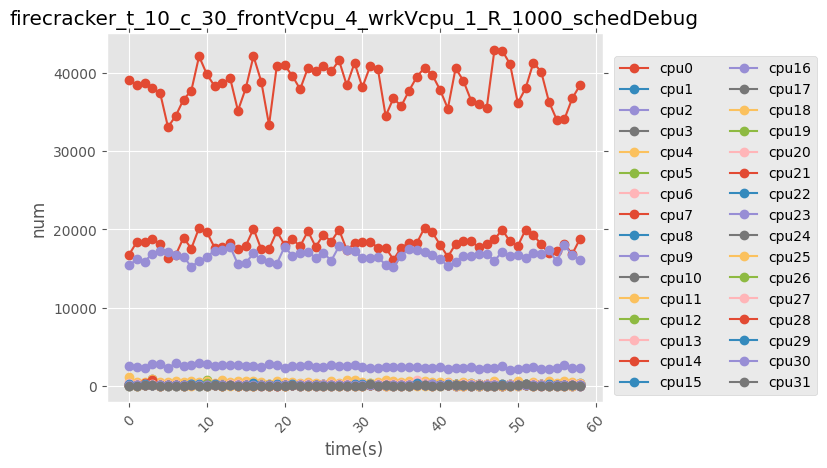 firecracker_t_10_c_30_frontVcpu_4_wrkVcpu_1_R_1000_schedDebug
40000
30000
20000
10000
0
num
0
10
20
30
40
50
60
time(s)
cpu0
cpu1
cpu2
cpu3
cpu4
cpu5
cpu6
cpu7
cpu8
cpu9
cpu10
cpu11
cpu12
cpu13
cpu14
cpu15
cpu16
cpu17
cpu18
cpu19
cpu20
cpu21
cpu22
cpu23
cpu24
cpu25
cpu26
cpu27
cpu28
cpu29
cpu30
cpu31